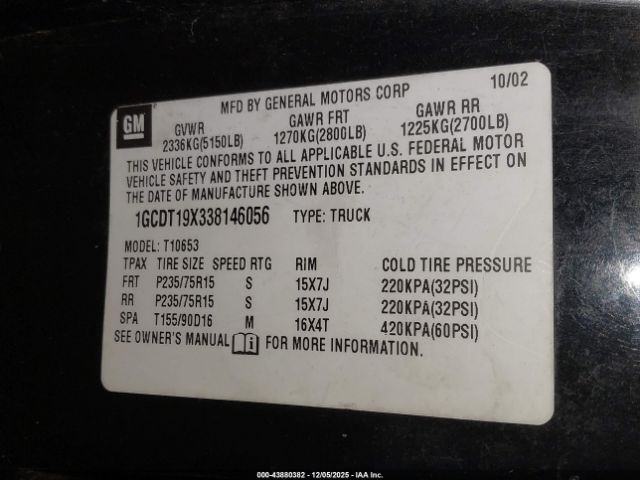 GM
MFD BY GENERAL MOTORS CORP 10/02
GVWR GAWR FRT GAWR RR
2336KG(5150LB) 1270KG(2800LB) 1225KG(2700LB)
THIS VEHICLE CONFORMS TO ALL APPLICABLE U.S. FEDERAL MOTOR
VEHICLE SAFETY AND THEFT PREVENTION STANDARDS IN EFFECT ON
THE DATE OF MANUFACTURE SHOWN ABOVE.
1GCDT19X338146056 TYPE: TRUCK
MODEL: T10653
TPAX TIRE SIZE SPEED RTG RIM COLD TIRE PRESSURE
FRT P235/75R15 S 15X7J 220KPA(32PSI)
RR P235/75R15 S 15X7J 220KPA(32PSI)
SPA T155/90D16 M 16X4T 420KPA(60PSI)
SEE OWNER'S MANUAL FOR MORE INFORMATION.
000-43880382 - 12/05/2025 - IAA Inc.